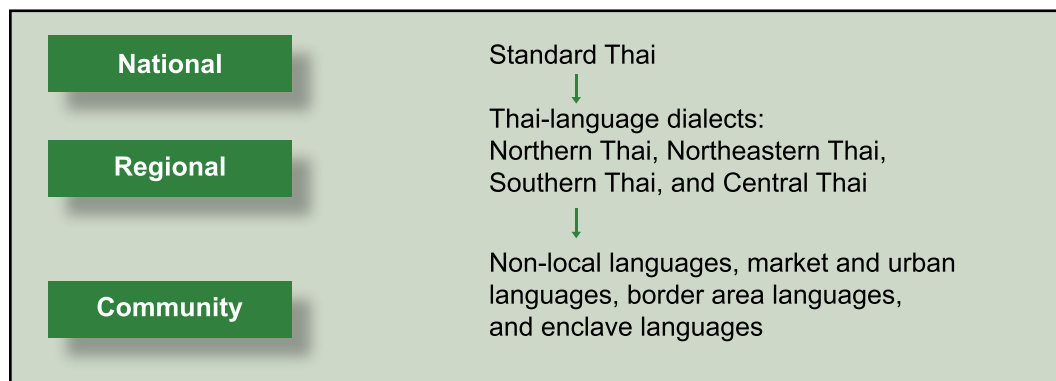 National
Standard Thai
Regional
Thai-language dialects:
Northern Thai, Northeastern Thai,
Southern Thai, and Central Thai
Community
Non-local languages, market and urban
languages, border area languages,
and enclave languages